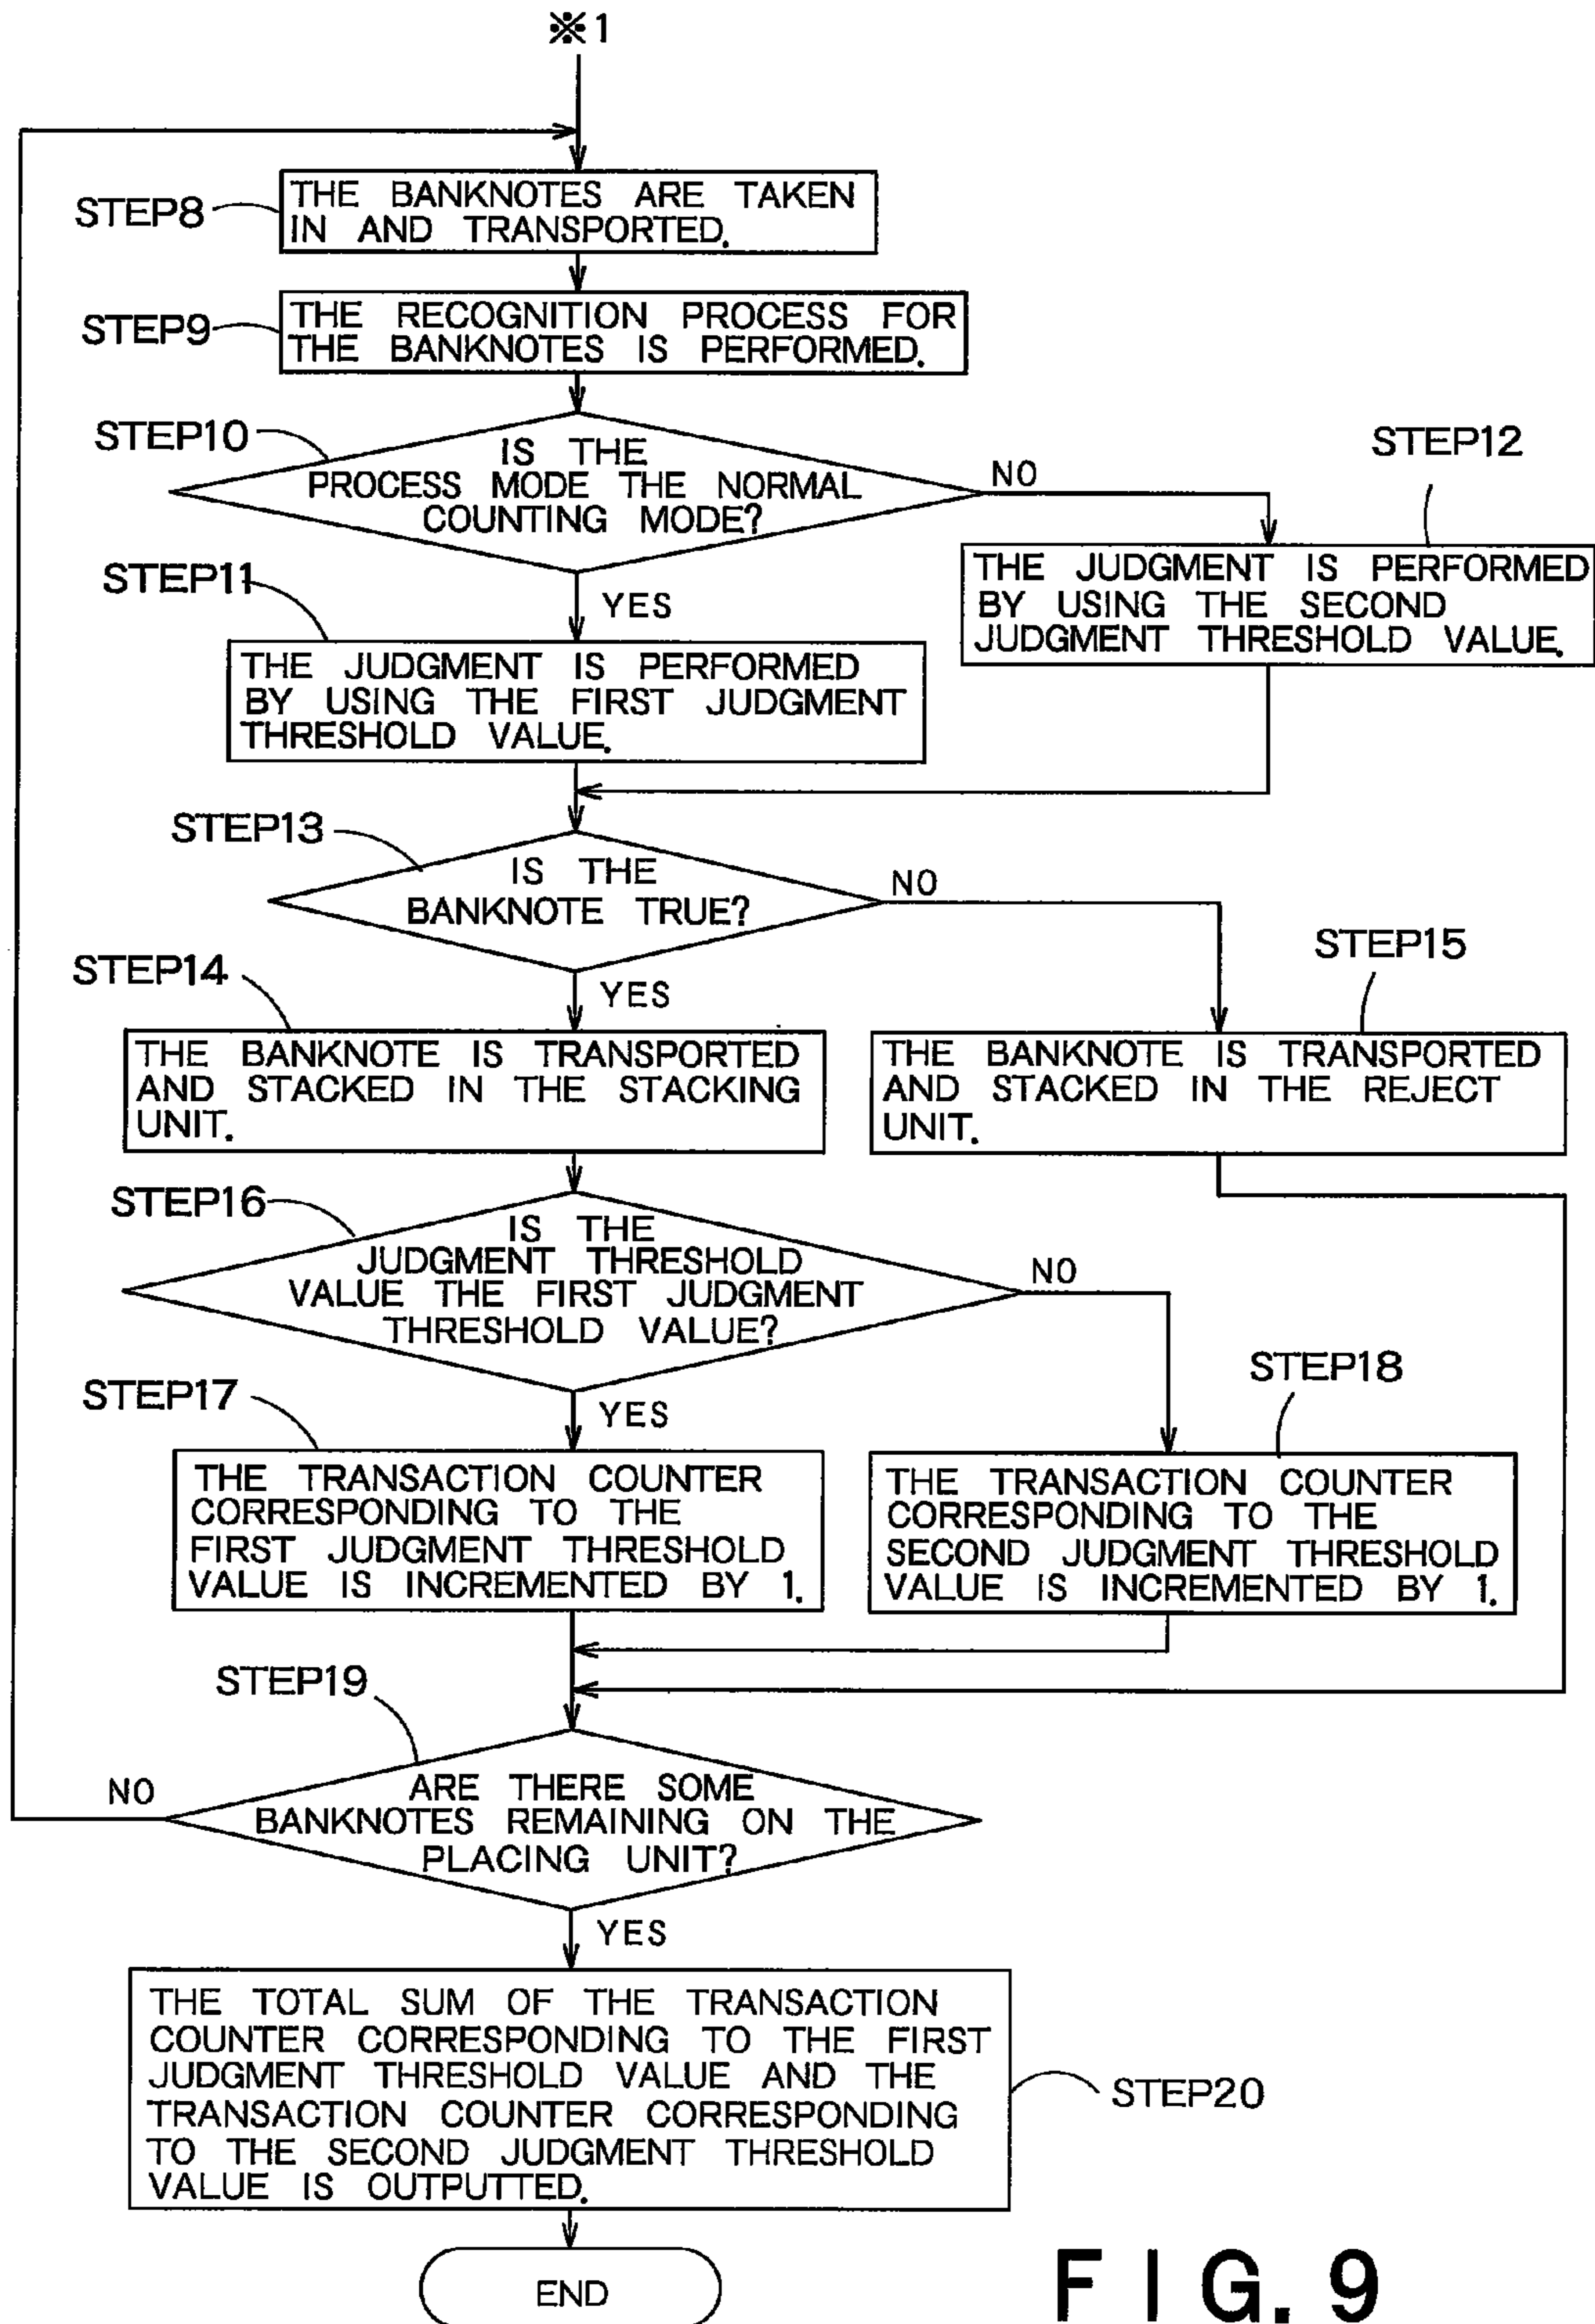 ※1
STEP8
THE BANKNOTES ARE TAKEN
IN AND TRANSPORTED.
STEP9
THE RECOGNITION PROCESS FOR
THE BANKNOTES IS PERFORMED.
STEP10
IS THE
PROCESS MODE THE NORMAL
COUNTING MODE?
NO
STEP12
THE JUDGMENT IS PERFORMED
BY USING THE SECOND
JUDGMENT THRESHOLD VALUE.
YES
STEP11
THE JUDGMENT IS PERFORMED
BY USING THE FIRST JUDGMENT
THRESHOLD VALUE.
STEP13
IS THE
BANKNOTE TRUE?
NO
STEP15
THE BANKNOTE IS TRANSPORTED
AND STACKED IN THE REJECT
UNIT.
YES
STEP14
THE BANKNOTE IS TRANSPORTED
AND STACKED IN THE STACKING
UNIT.
STEP16
IS THE
JUDGMENT THRESHOLD
VALUE THE FIRST JUDGMENT
THRESHOLD VALUE?
NO
STEP18
THE TRANSACTION COUNTER
CORRESPONDING TO THE
SECOND JUDGMENT THRESHOLD
VALUE IS INCREMENTED BY 1.
YES
STEP17
THE TRANSACTION COUNTER
CORRESPONDING TO THE
FIRST JUDGMENT THRESHOLD
VALUE IS INCREMENTED BY 1.
STEP19
ARE THERE SOME
BANKNOTES REMAINING ON THE
PLACING UNIT?
NO
YES
THE TOTAL SUM OF THE TRANSACTION
COUNTER CORRESPONDING TO THE FIRST
JUDGMENT THRESHOLD VALUE AND THE
TRANSACTION COUNTER CORRESPONDING
TO THE SECOND JUDGMENT THRESHOLD
VALUE IS OUTPUTTED.
STEP20
END
FIG. 9